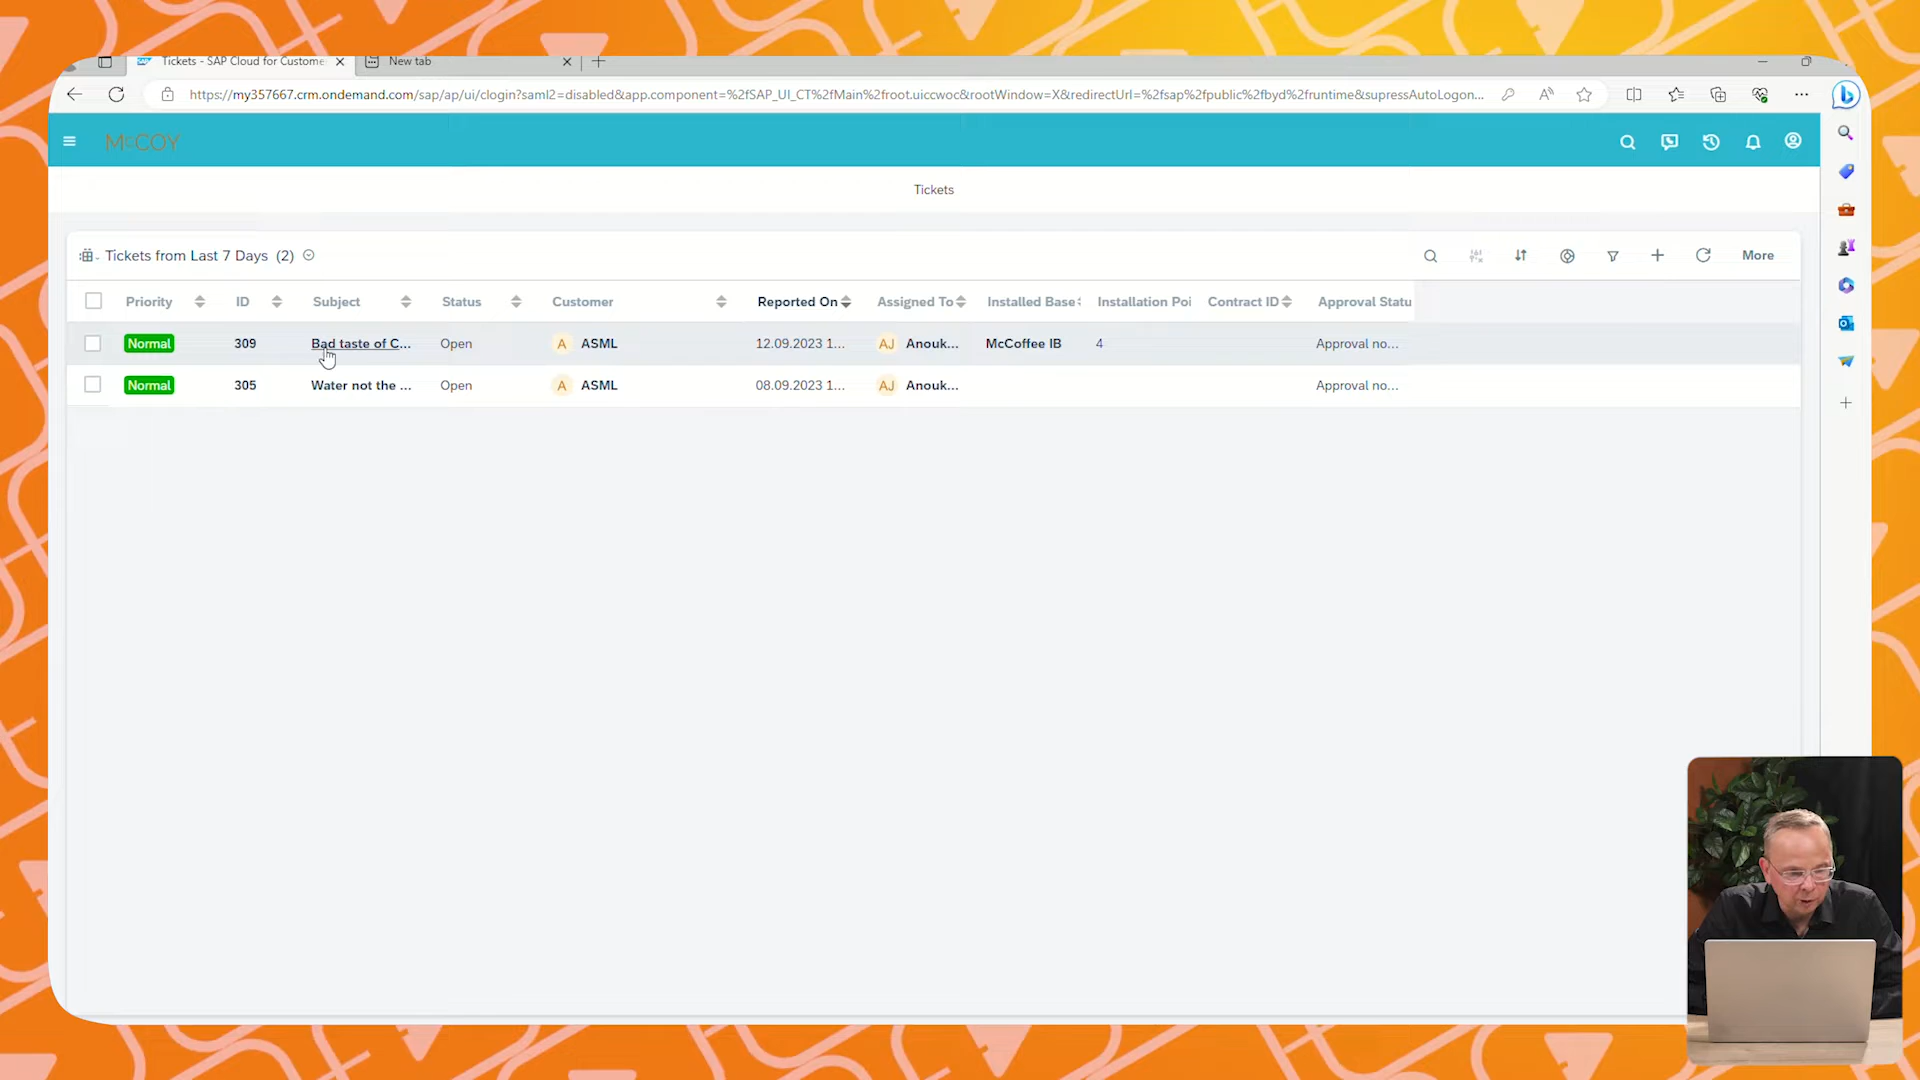 Tickets - SAP Cloud for Custome
New tab
https://my357667.crm.ondemand.com/sap/ap/ui/clogin?saml2=disabled&app.component=%2fSAP_UI_CT%2fMain%2froot.uiccwoc&rootWindow=X&redirectUrl=%2fsap%2fpublic%2fbyd%2fruntime&supressAutoLogon...
McCOY
Tickets
Tickets from Last 7 Days (2)
More
Priority ID Subject Status Customer Reported On Assigned To Installed Base Installation Poi Contract ID Approval Statu
Normal 309 Bad taste of C... Open A ASML 12.09.2023 1... AJ Anouk... McCoffee IB 4 Approval no...
Normal 305 Water not the ... Open A ASML 08.09.2023 1... AJ Anouk... Approval no...